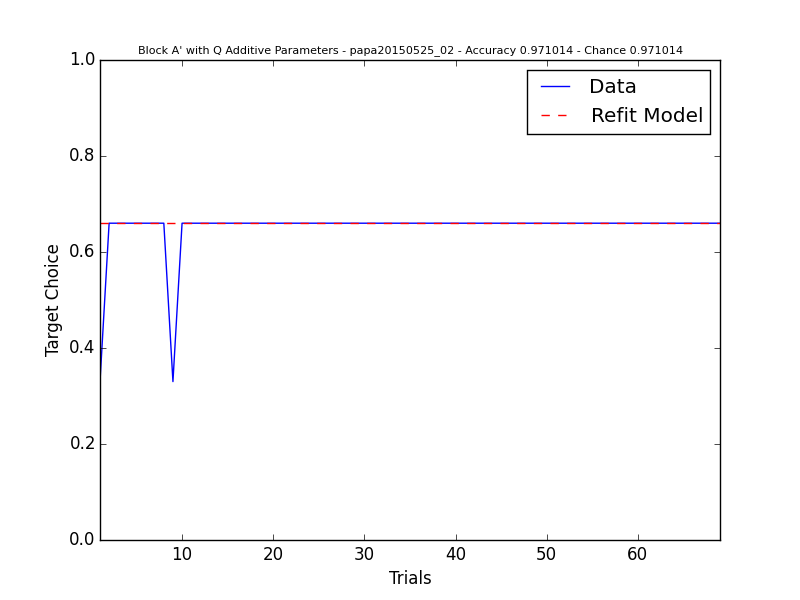 Block A' with Q Additive Parameters - papa20150525_02 - Accuracy 0.971014 - Chance 0.971014
1.0
Data
Refit Model
0.8
0.6
Target Choice
0.4
0.2
0.0
10 20 30 40 50 60
Trials